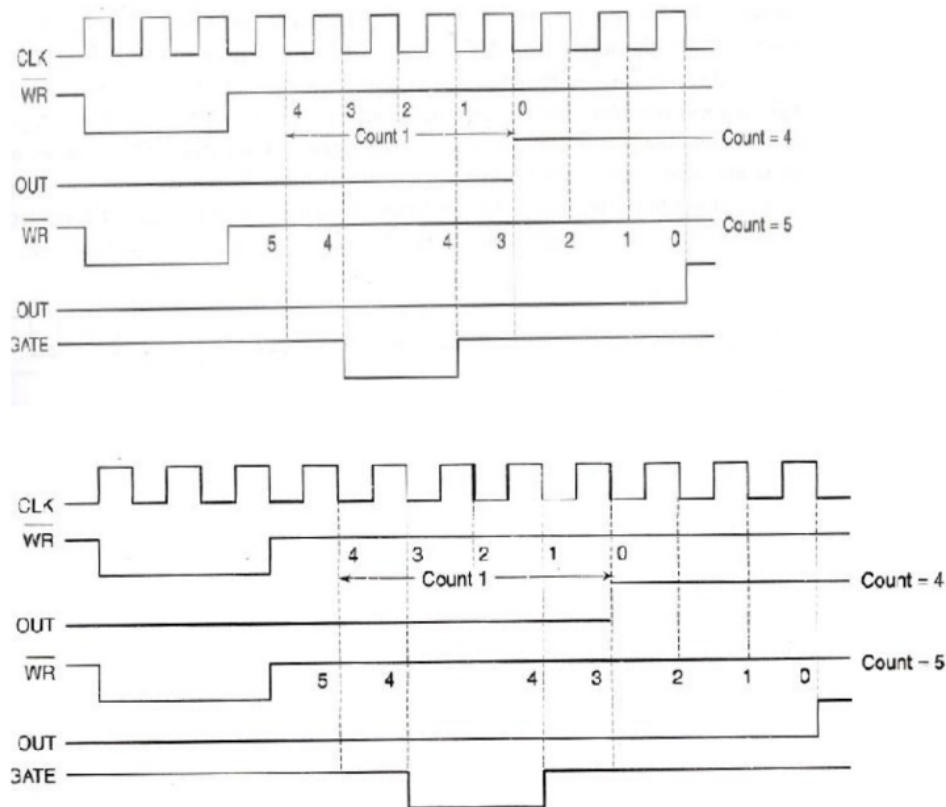 CLK
WR
4 3 2 1 0
Count 1
Count = 4
OUT
WR
Count = 5
5 4 4 3 2 1 0
OUT
GATE
CLK
WR
4 3 2 1 0
Count 1
Count = 4
OUT
WR
Count = 5
5 4 4 3 2 1 0
OUT
GATE